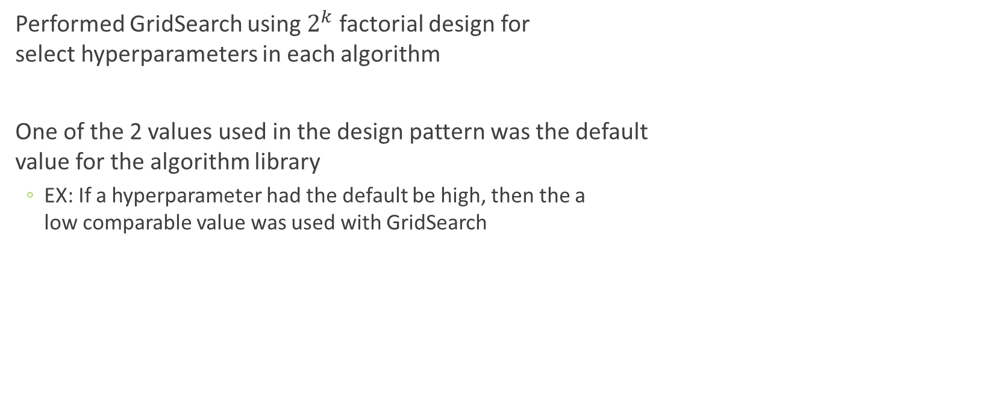 Performed GridSearch using 2^k factorial design for
select hyperparameters in each algorithm
One of the 2 values used in the design pattern was the default
value for the algorithm library
◦ EX: If a hyperparameter had the default be high, then the a
low comparable value was used with GridSearch